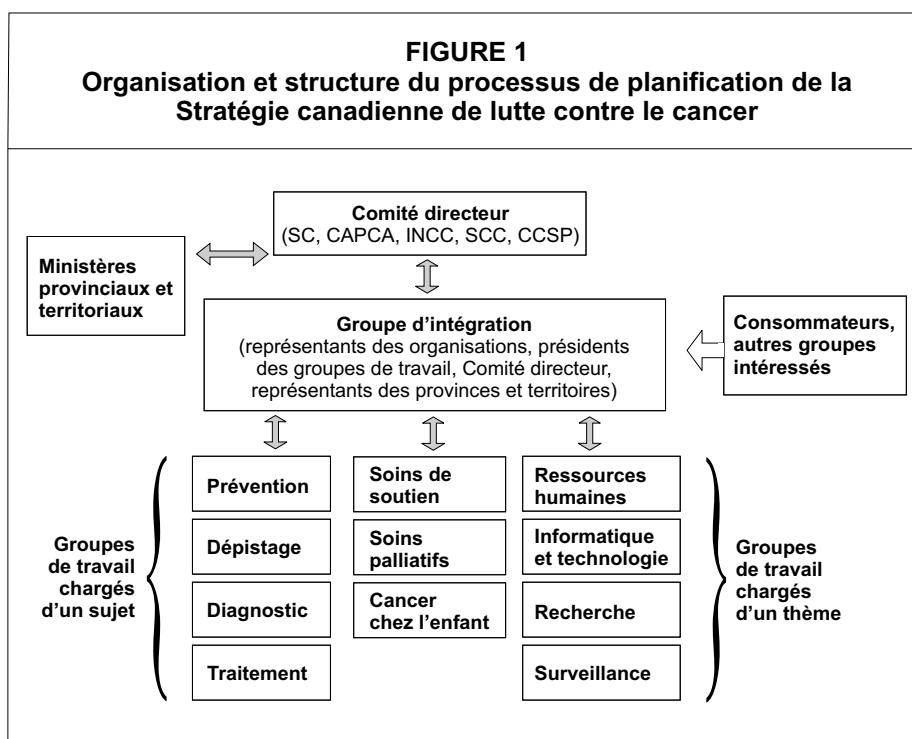 FIGURE 1
Organisation et structure du processus de planification de la
Stratégie canadienne de lutte contre le cancer
Comité directeur
(SC, CAPCA, INCC, SCC, CCSP)
Ministères
provinciaux et
territoriaux
Groupe d’intégration
(représentants des organisations, présidents
des groupes de travail, Comité directeur,
représentants des provinces et territoires)
Consommateurs,
autres groupes
intéressés
Groupes
de travail
chargés
d’un sujet
Prévention
Dépistage
Diagnostic
Traitement
Soins de
soutien
Soins
palliatifs
Cancer
chez l’enfant
Ressources
humaines
Informatique
et technologie
Recherche
Surveillance
Groupes
de travail
chargés
d’un thème